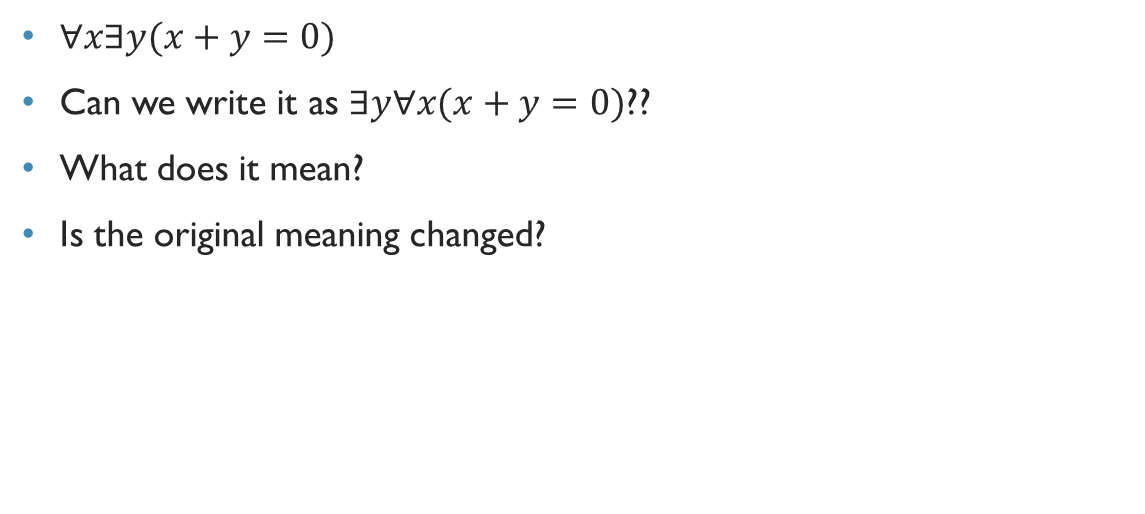 • ∀x∃y(x + y = 0)
• Can we write it as ∃y∀x(x + y = 0)??
• What does it mean?
• Is the original meaning changed?